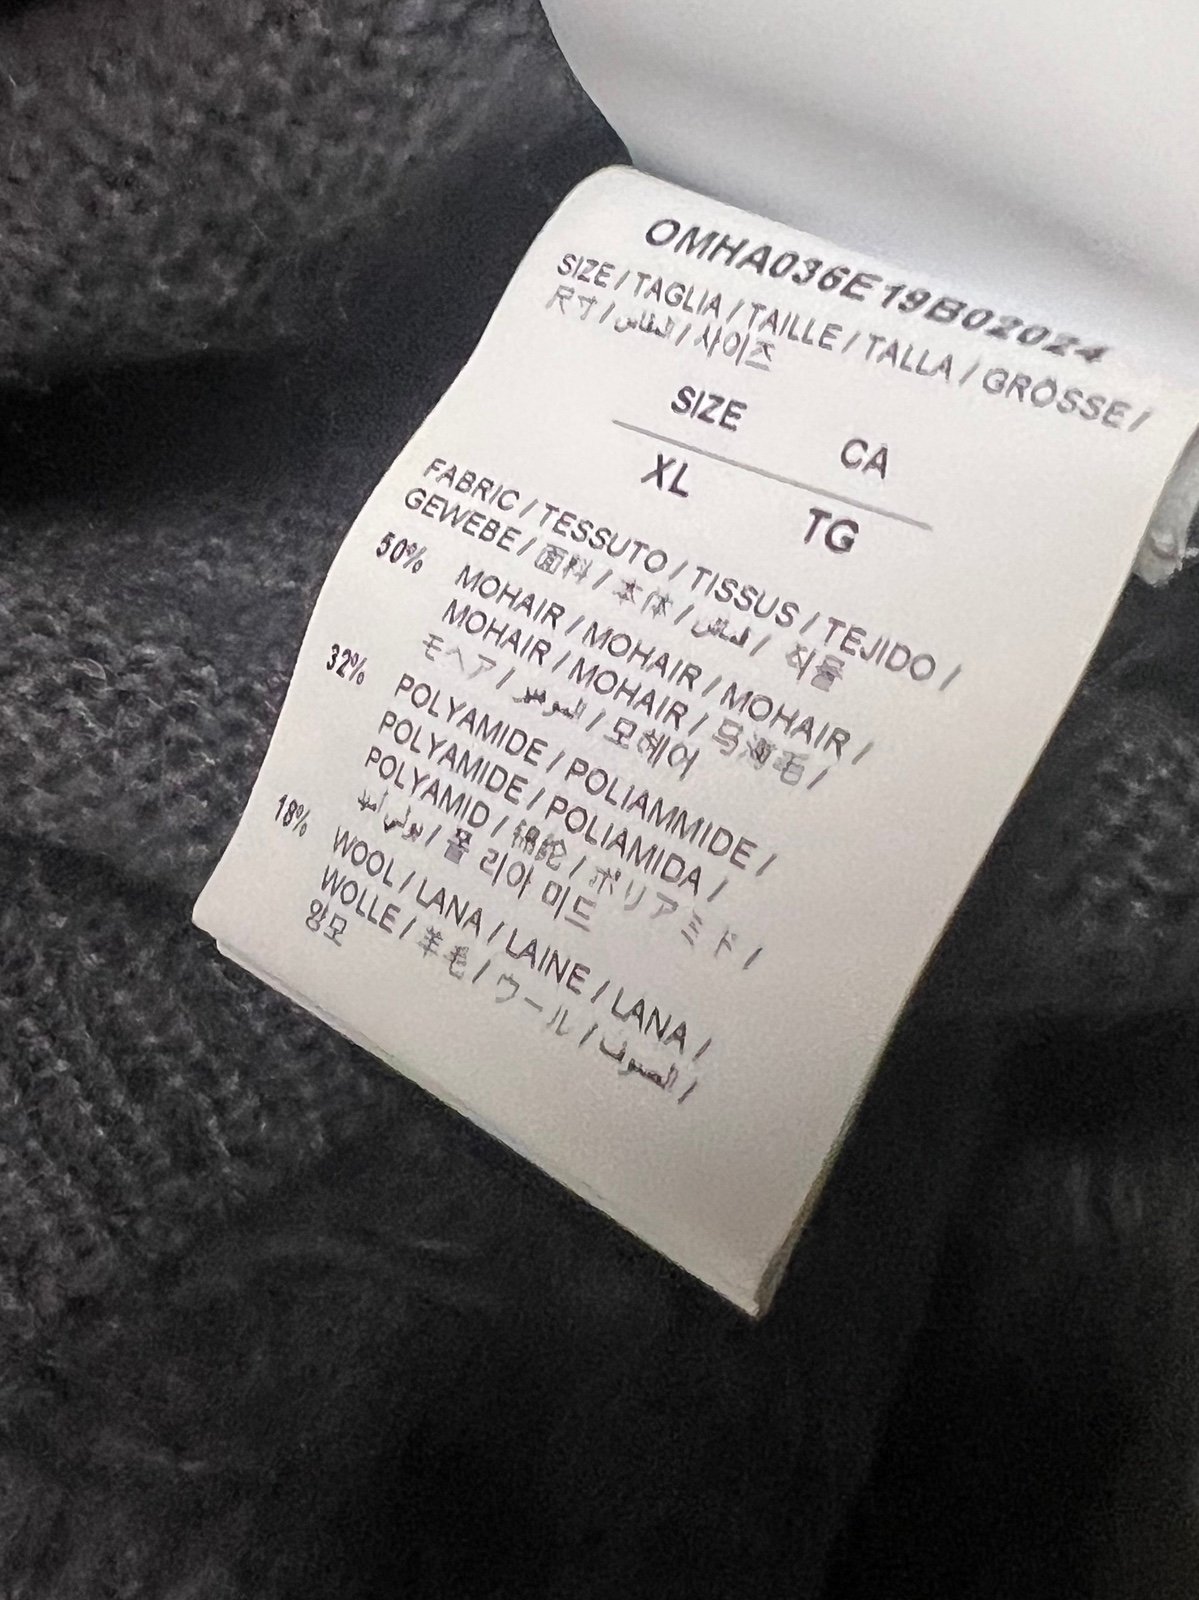 OMHA036E19B02024
SIZE / TAGLIA / TAILLE / TALLA / GRÖSSE /
尺寸 / المقاس / 사이즈
SIZE CA
XL TG
FABRIC / TESSUTO / TISSUS / TEJIDO /
GEWEBE / 面料 / 本体 / / 직물
50% MOHAIR / MOHAIR / MOHAIR /
MOHAIR / MOHAIR / 马海毛 /
モヘア / الموهير / 모헤어
32% POLYAMIDE / POLIAMMIDE /
POLYAMIDE / POLIAMIDA /
POLYAMID / 锦纶 / ポリアミド /
بولي أميد / 폴 리아 미드
18% WOOL / LANA / LAINE / LANA /
WOLLE / 羊毛 / ウール / الصوف /
양모